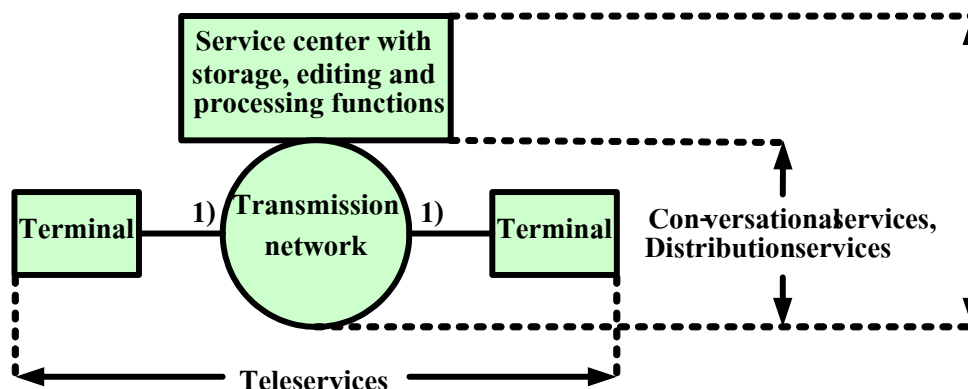 Service center with
storage, editing and
processing functions
Terminal
1)
Transmission
network
1)
Terminal
Con-versationalservices,
Distributionservices
Teleservices